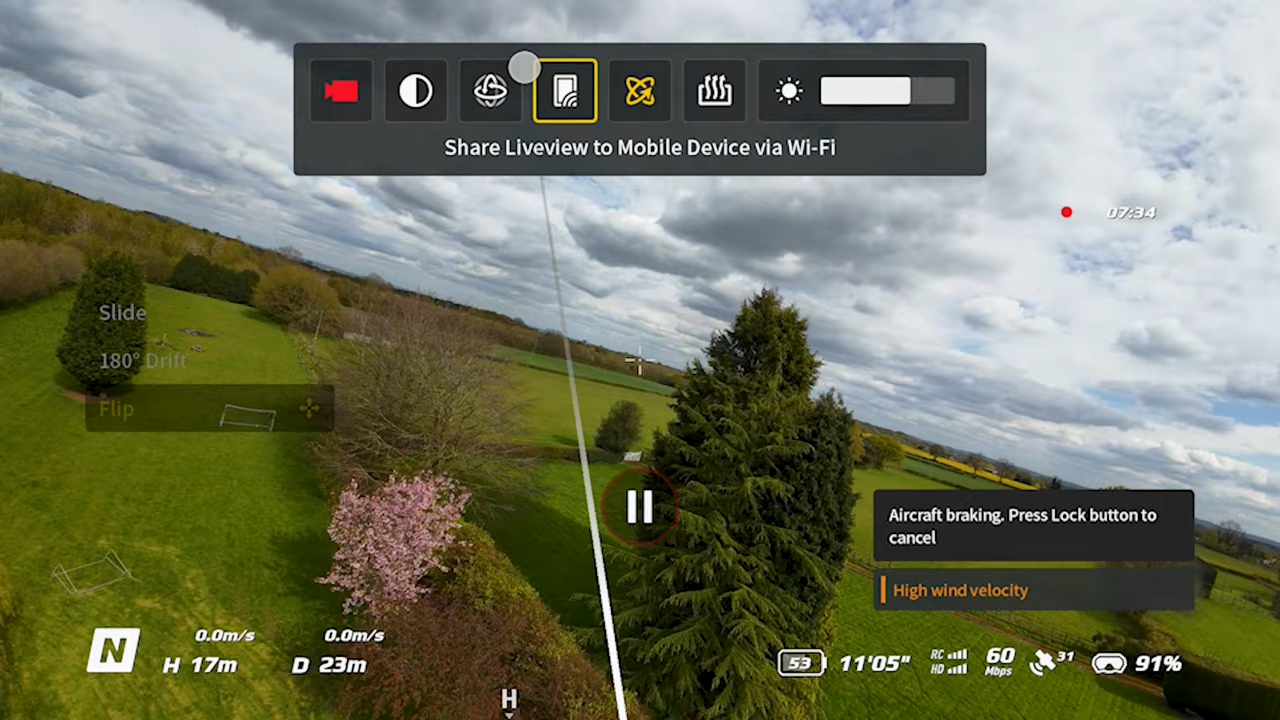 Share Liveview to Mobile Device via Wi-Fi
07:34
Slide
180° Drift
Flip
Aircraft braking. Press Lock button to
cancel
High wind velocity
N
0.0m/s
0.0m/s
H 17m
D 23m
H
53
11'05"
RC
HD
60
Mbps
31
91%